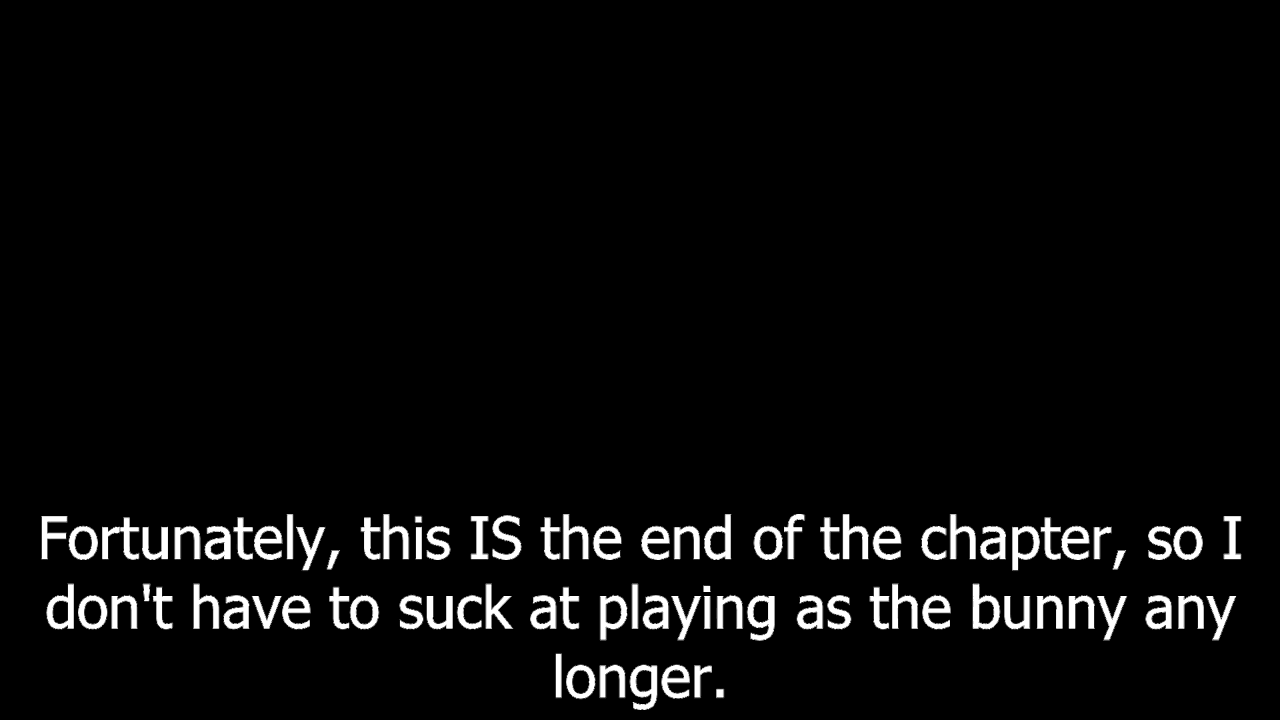 Fortunately, this IS the end of the chapter, so I
don't have to suck at playing as the bunny any
longer.